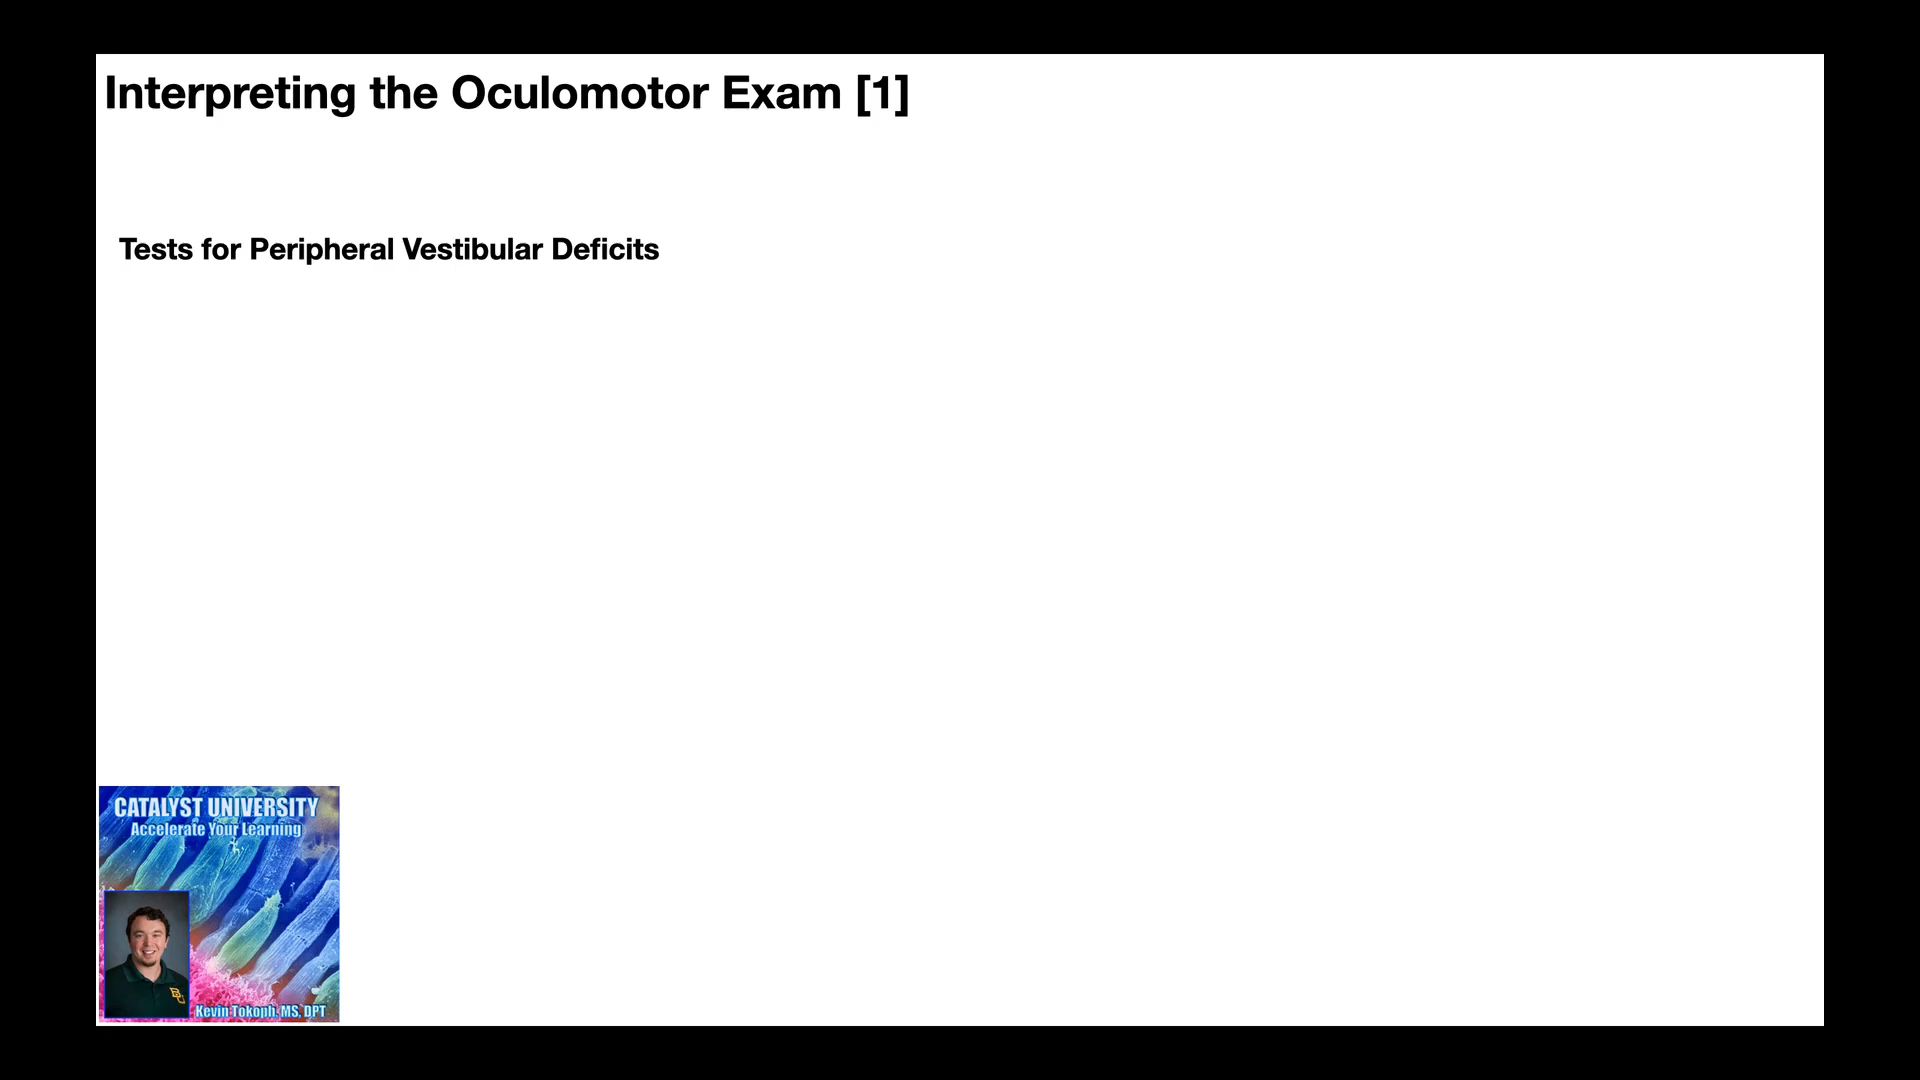 Interpreting the Oculomotor Exam [1]
Tests for Peripheral Vestibular Deficits
CATALYST UNIVERSITY
Accelerate Your Learning
Kevin Tokoph, MS, DPT